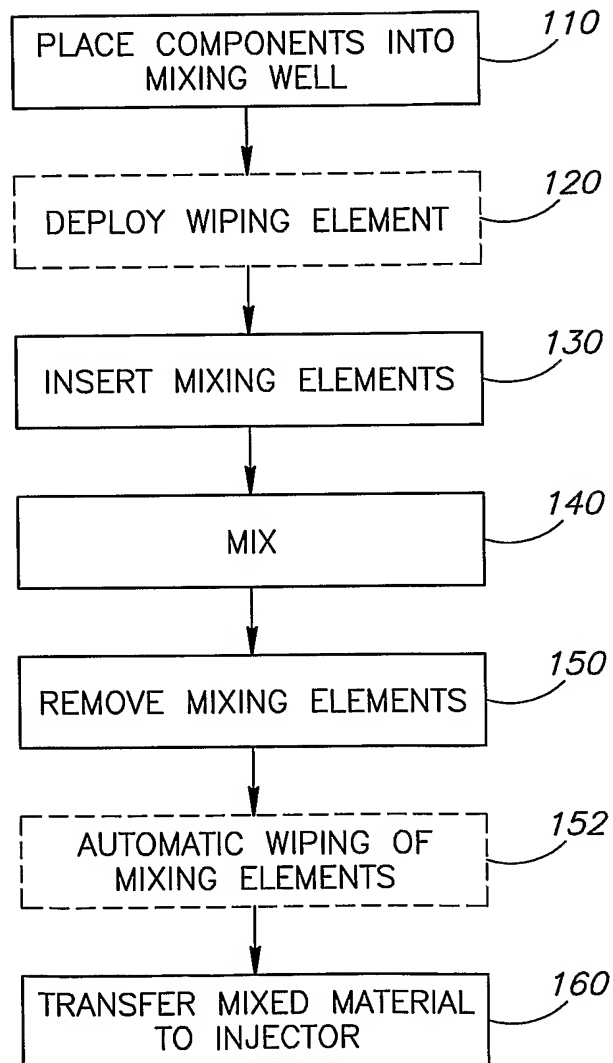 110
PLACE COMPONENTS INTO
MIXING WELL
120
DEPLOY WIPING ELEMENT
130
INSERT MIXING ELEMENTS
140
MIX
150
REMOVE MIXING ELEMENTS
152
AUTOMATIC WIPING OF
MIXING ELEMENTS
160
TRANSFER MIXED MATERIAL
TO INJECTOR